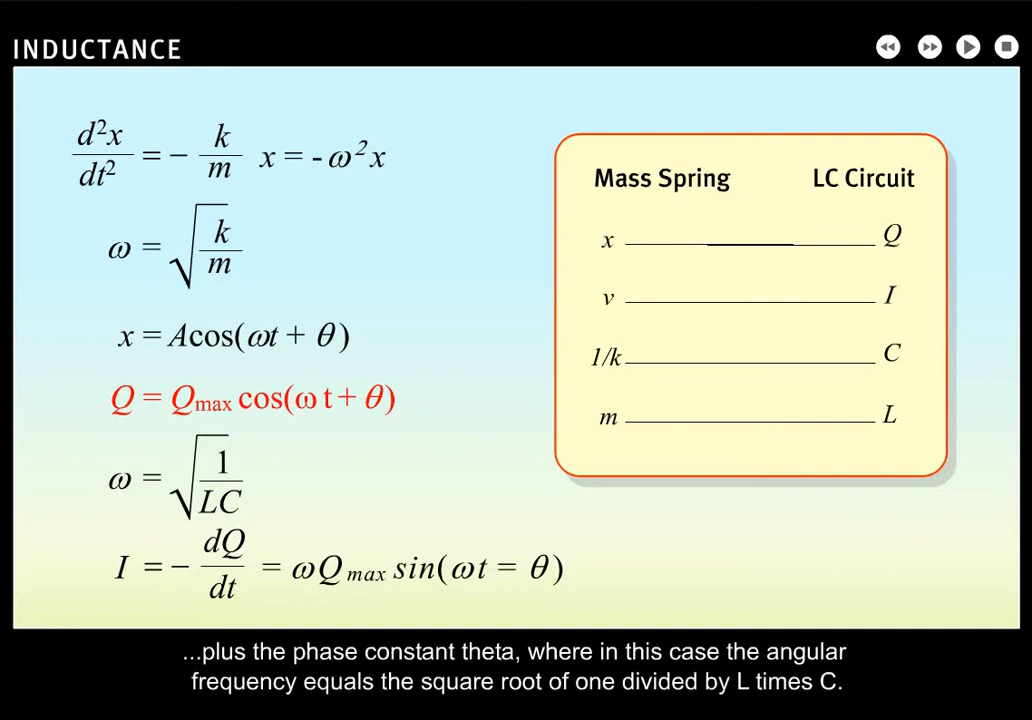 INDUCTANCE
d²x/dt² = - k/m x = -ω²x
ω = √(k/m)
x = Acos(ωt + θ)
Q = Qmax cos(ω t + θ)
ω = √(1/LC)
I = - dQ/dt = ωQ max sin(ωt = θ)
Mass Spring LC Circuit
x Q
v I
1/k C
m L
...plus the phase constant theta, where in this case the angular
frequency equals the square root of one divided by L times C.